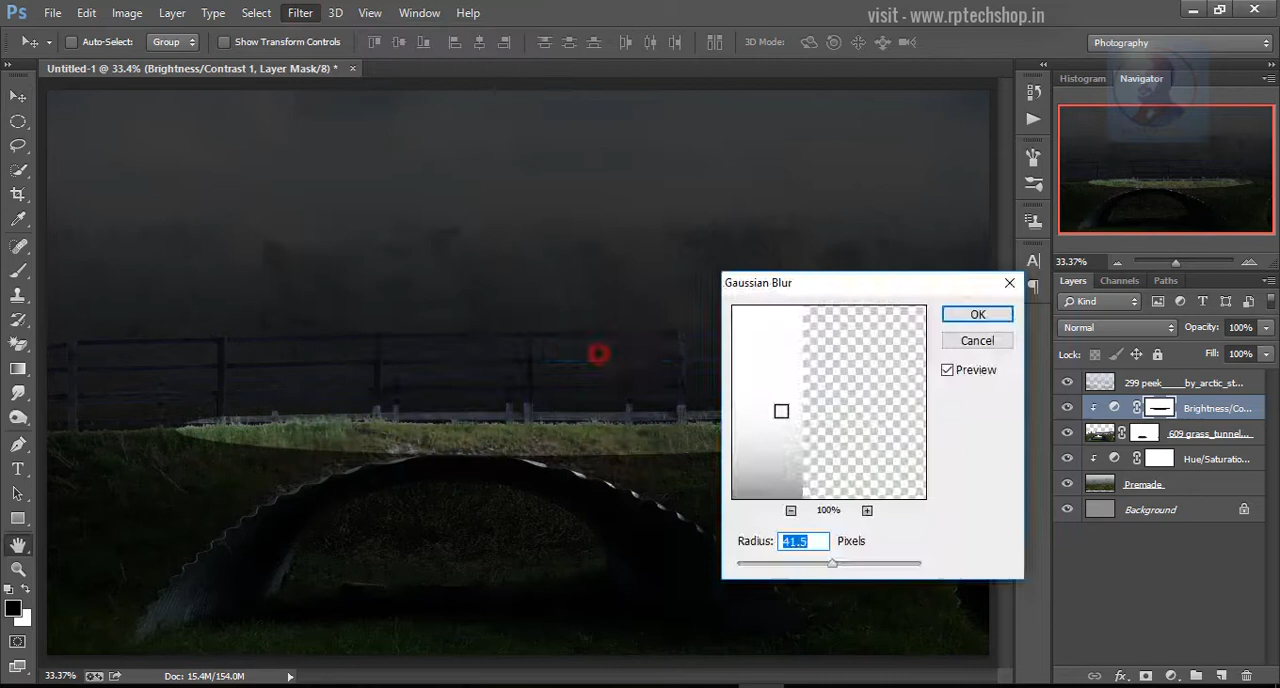 visit - www.rptechshop.in
Ps File Edit Image Layer Type Select Filter 3D View Window Help
Auto-Select: Group Show Transform Controls 3D Mode: Photography
Untitled-1 @ 33.4% (Brightness/Contrast 1, Layer Mask/8) * ×
Histogram Navigator
33.37%
Layers Channels Paths
Kind
Normal Opacity: 100%
Lock: Fill: 100%
299 peek_____by_arctic_st...
Brightness/Co...
609 grass_tunnel...
Hue/Saturatio...
Premade
Background
Gaussian Blur
OK
Cancel
Preview
100%
Radius: 41.5 Pixels
33.37% Doc: 15.4M/154.0M